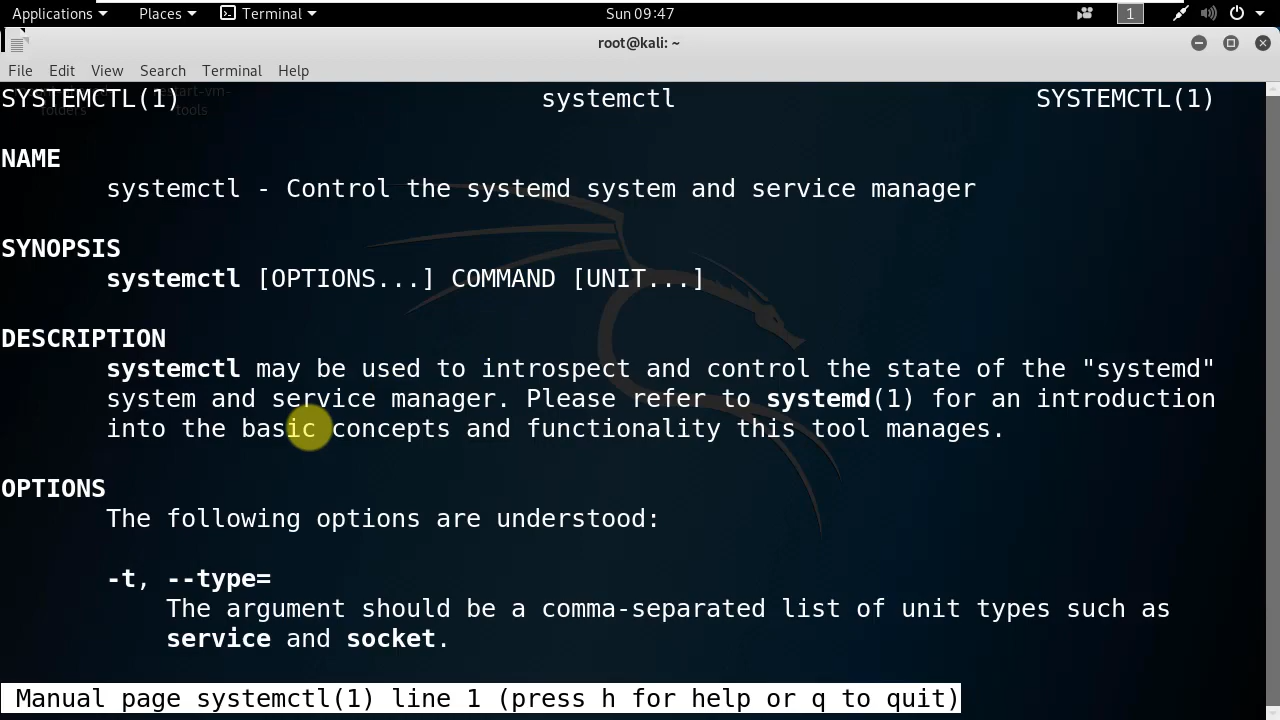 Applications Places Terminal Sun 09:47 1
root@kali: ~
File Edit View Search Terminal Help
SYSTEMCTL(1) systemctl SYSTEMCTL(1)
folders tools
NAME
systemctl - Control the systemd system and service manager
SYNOPSIS
systemctl [OPTIONS...] COMMAND [UNIT...]
DESCRIPTION
systemctl may be used to introspect and control the state of the "systemd"
system and service manager. Please refer to systemd(1) for an introduction
into the basic concepts and functionality this tool manages.
OPTIONS
The following options are understood:
-t, --type=
The argument should be a comma-separated list of unit types such as
service and socket.
Manual page systemctl(1) line 1 (press h for help or q to quit)